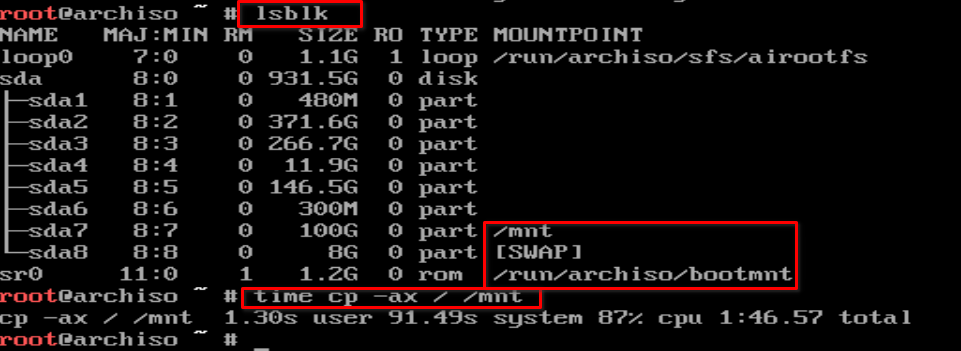 root@archiso ~ # lsblk
NAME   MAJ:MIN RM   SIZE RO TYPE MOUNTPOINT
loop0    7:0    0   1.1G  1 loop /run/archiso/sfs/airootfs
sda      8:0    0 931.5G  0 disk
├─sda1   8:1    0   480M  0 part
├─sda2   8:2    0 371.6G  0 part
├─sda3   8:3    0 266.7G  0 part
├─sda4   8:4    0  11.9G  0 part
├─sda5   8:5    0 146.5G  0 part
├─sda6   8:6    0   300M  0 part
├─sda7   8:7    0   100G  0 part /mnt
└─sda8   8:8    0     8G  0 part [SWAP]
sr0     11:0    1   1.2G  0 rom  /run/archiso/bootmnt
root@archiso ~ # time cp -ax / /mnt
cp -ax / /mnt  1.30s user 91.49s system 87% cpu 1:46.57 total
root@archiso ~ #